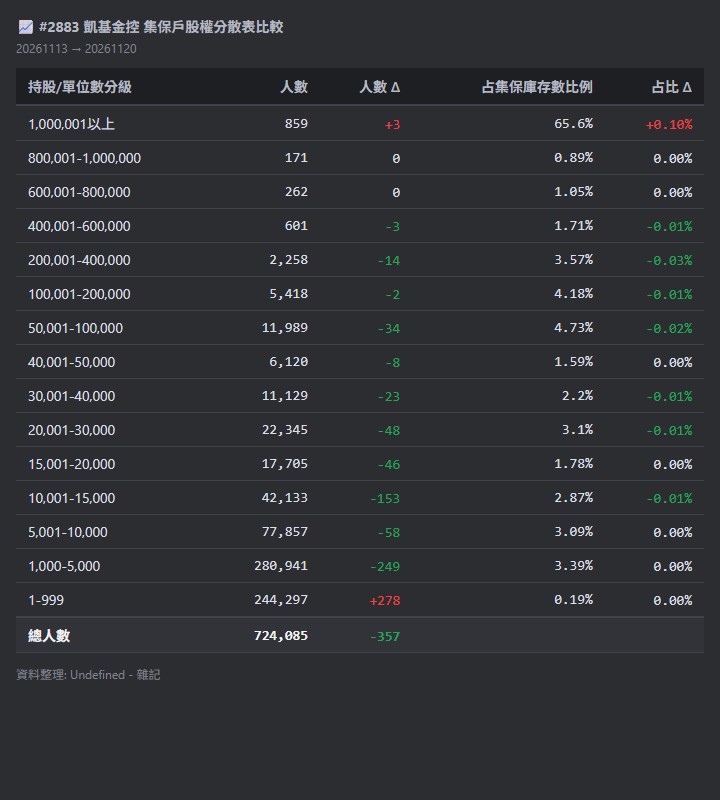 📈 #2883 凱基金控 集保戶股權分散表比較
20261113 → 20261120
持股/單位數分級 人數 人數 Δ 占集保庫存數比例 占比 Δ
1,000,001以上 859 +3 65.6% +0.10%
800,001-1,000,000 171 0 0.89% 0.00%
600,001-800,000 262 0 1.05% 0.00%
400,001-600,000 601 -3 1.71% -0.01%
200,001-400,000 2,258 -14 3.57% -0.03%
100,001-200,000 5,418 -2 4.18% -0.01%
50,001-100,000 11,989 -34 4.73% -0.02%
40,001-50,000 6,120 -8 1.59% 0.00%
30,001-40,000 11,129 -23 2.2% -0.01%
20,001-30,000 22,345 -48 3.1% -0.01%
15,001-20,000 17,705 -46 1.78% 0.00%
10,001-15,000 42,133 -153 2.87% -0.01%
5,001-10,000 77,857 -58 3.09% 0.00%
1,000-5,000 280,941 -249 3.39% 0.00%
1-999 244,297 +278 0.19% 0.00%
總人數 724,085 -357
資料整理: Undefined - 雜記